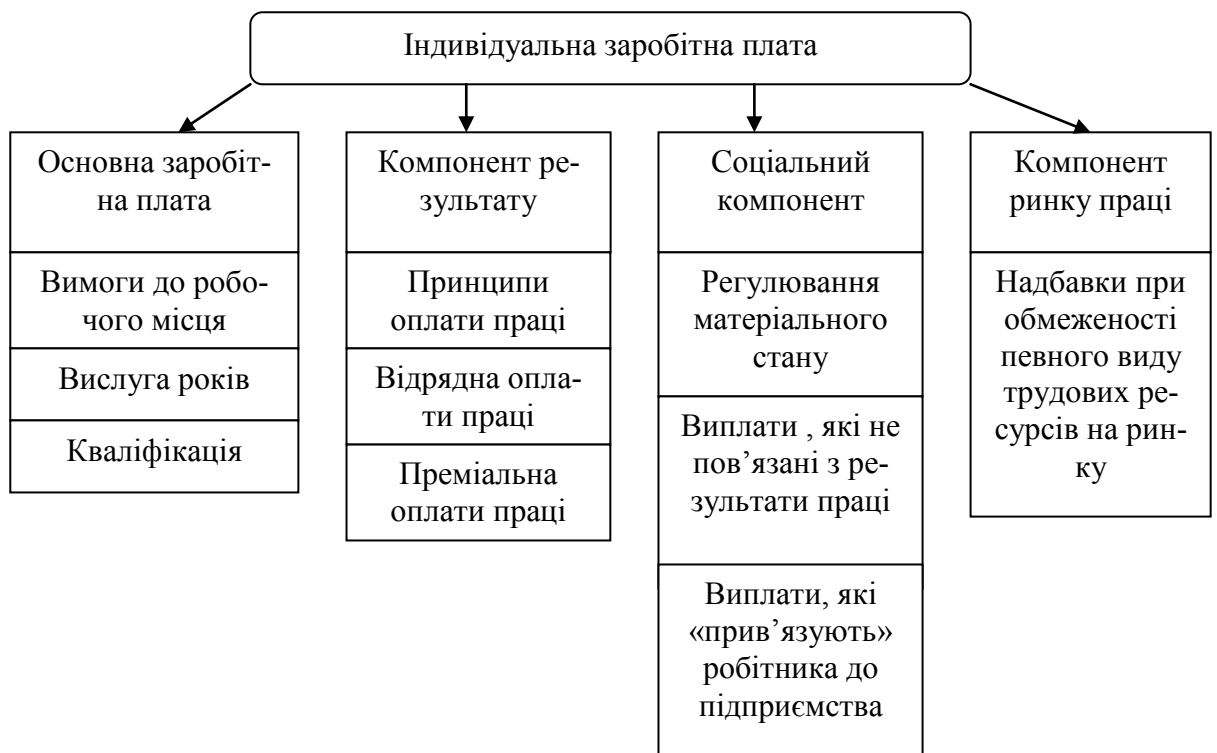 Індивідуальна заробітна плата
Основна заробіт-
на плата
Вимоги до робо-
чого місця
Вислуга років
Кваліфікація
Компонент ре-
зультату
Принципи
оплати праці
Відрядна опла-
ти праці
Преміальна
оплати праці
Соціальний
компонент
Регулювання
матеріального
стану
Виплати , які не
пов’язані з ре-
зультати праці
Виплати, які
«прив’язують»
робітника до
підприємства
Компонент
ринку праці
Надбавки при
обмеженості
певного виду
трудових ре-
сурсів на рин-
ку